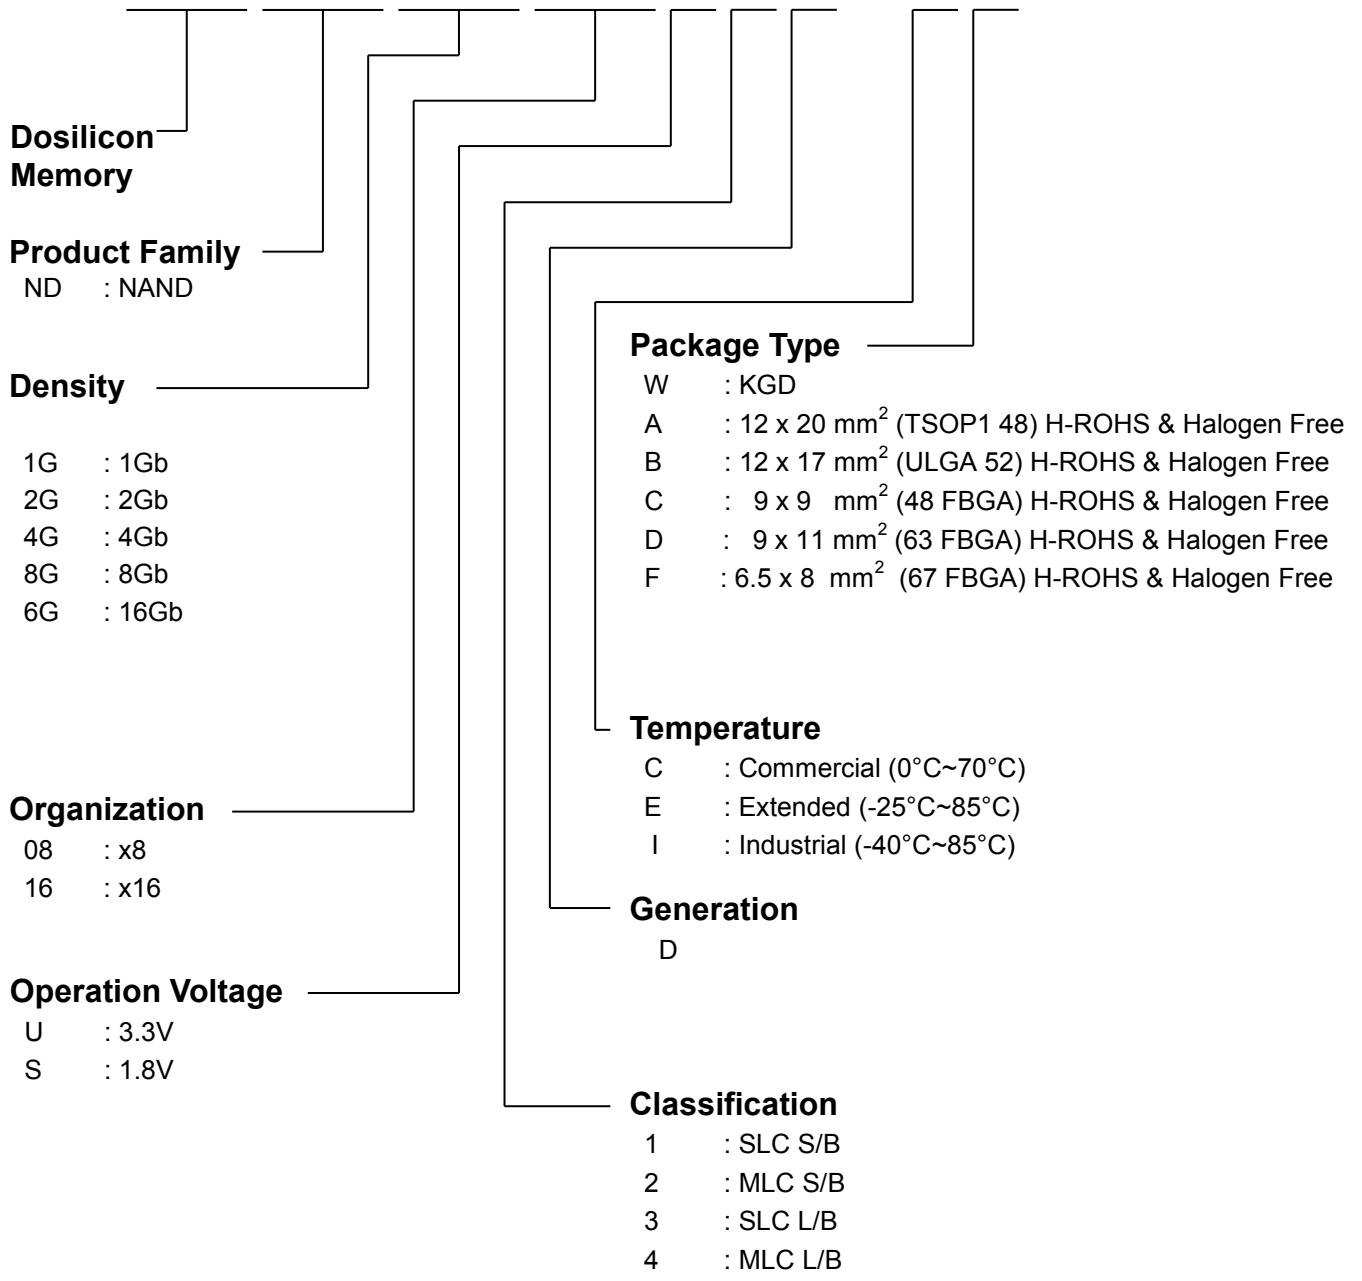 Dosilicon
Memory
Product Family
ND : NAND
Density
1G : 1Gb
2G : 2Gb
4G : 4Gb
8G : 8Gb
6G : 16Gb
Organization
08 : x8
16 : x16
Operation Voltage
U : 3.3V
S : 1.8V
Package Type
W : KGD
A : 12 x 20 mm² (TSOP1 48) H-ROHS & Halogen Free
B : 12 x 17 mm² (ULGA 52) H-ROHS & Halogen Free
C : 9 x 9 mm² (48 FBGA) H-ROHS & Halogen Free
D : 9 x 11 mm² (63 FBGA) H-ROHS & Halogen Free
F : 6.5 x 8 mm² (67 FBGA) H-ROHS & Halogen Free
Temperature
C : Commercial (0°C~70°C)
E : Extended (-25°C~85°C)
I : Industrial (-40°C~85°C)
Generation
D
Classification
1 : SLC S/B
2 : MLC S/B
3 : SLC L/B
4 : MLC L/B